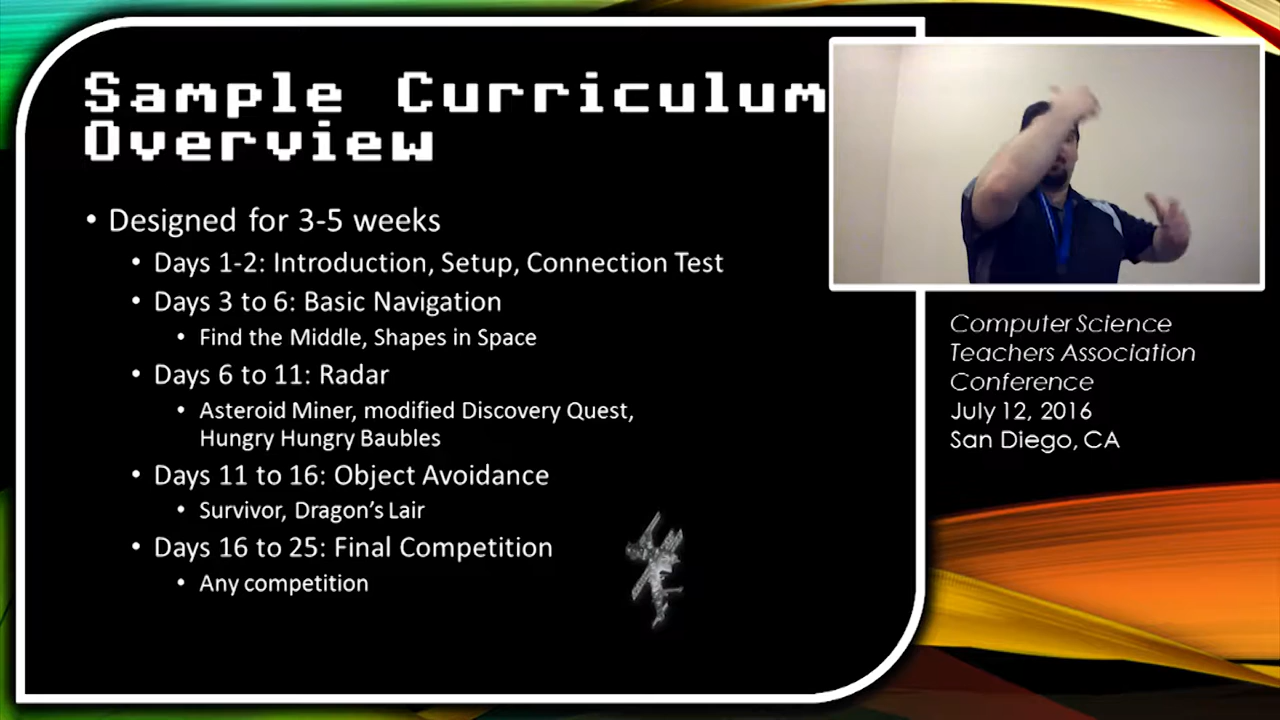 Sample Curriculum
Overview
• Designed for 3-5 weeks
• Days 1-2: Introduction, Setup, Connection Test
• Days 3 to 6: Basic Navigation
• Find the Middle, Shapes in Space
• Days 6 to 11: Radar
• Asteroid Miner, modified Discovery Quest,
Hungry Hungry Baubles
• Days 11 to 16: Object Avoidance
• Survivor, Dragon's Lair
• Days 16 to 25: Final Competition
• Any competition
Computer Science
Teachers Association
Conference
July 12, 2016
San Diego, CA